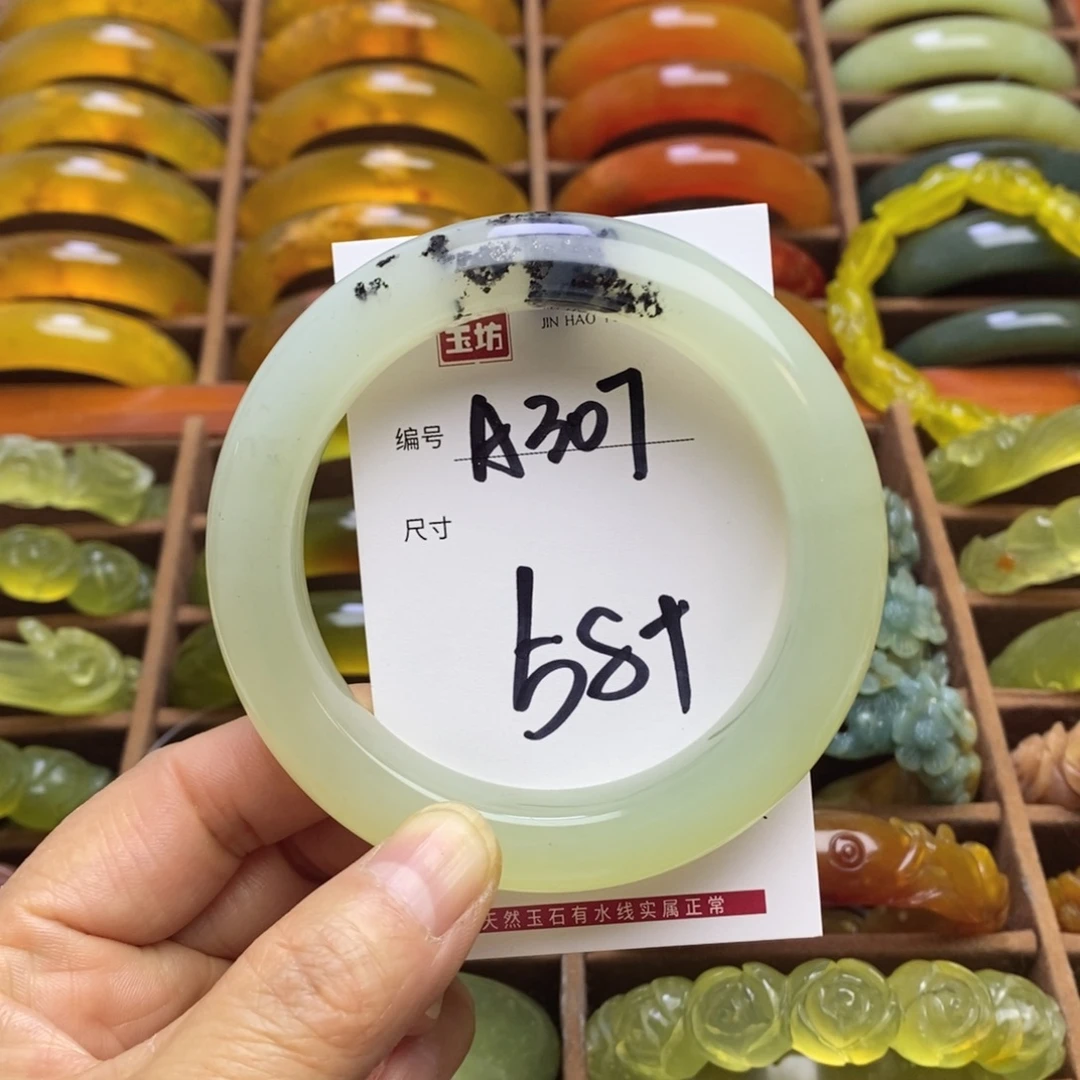 玉坊
JIN HAO
编号 A307
尺寸
58+
天然玉石有水线实属正常